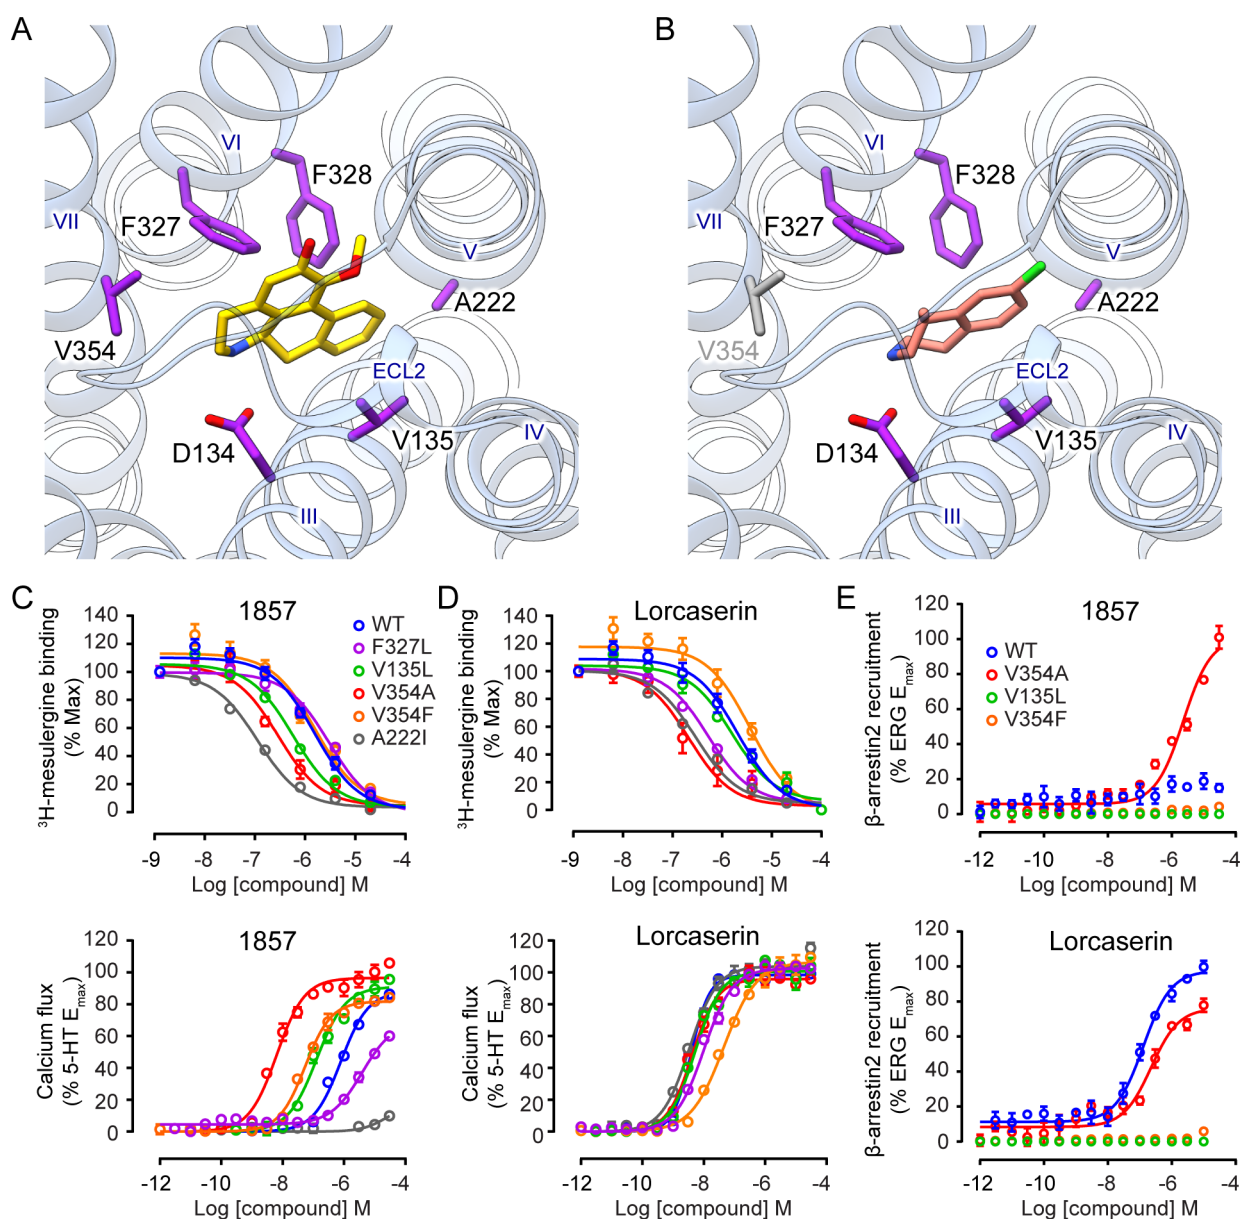 A
VI
F328
F327
VII
V
A222
V354
ECL2
V135
IV
D134
III
B
VI
F328
F327
VII
V
A222
V354
ECL2
V135
IV
D134
III
C
1857
³H-mesulergine binding
(% Max)
140
120
100
80
60
40
20
0
WT
F327L
V135L
V354A
V354F
A222I
-9 -8 -7 -6 -5 -4
Log [compound] M
D
Lorcaserin
³H-mesulergine binding
(% Max)
140
120
100
80
60
40
20
0
-9 -8 -7 -6 -5 -4
Log [compound] M
E
1857
β-arrestin2 recruitment
(% ERG Emax)
120
100
80
60
40
20
0
WT
V354A
V135L
V354F
-12 -10 -8 -6 -4
Log [compound] M
1857
Calcium flux
(% 5-HT Emax)
120
100
80
60
40
20
0
-12 -10 -8 -6 -4
Log [compound] M
Lorcaserin
Calcium flux
(% 5-HT Emax)
120
100
80
60
40
20
0
-12 -10 -8 -6 -4
Log [compound] M
Lorcaserin
β-arrestin2 recruitment
(% ERG Emax)
120
100
80
60
40
20
0
-12 -10 -8 -6 -4
Log [compound] M